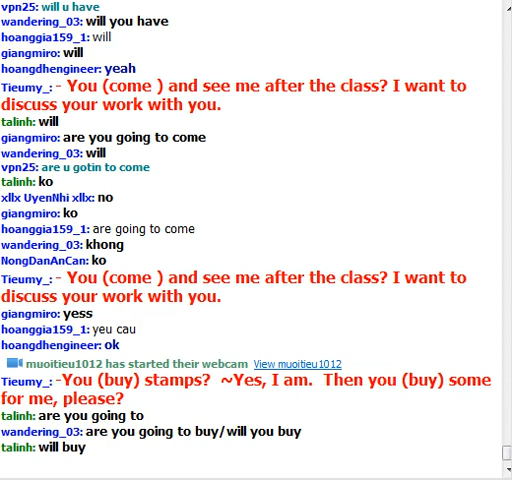 vpn25: will u have
wandering_03: will you have
hoanggia159_1: will
giangmiro: will
hoangdhengineer: yeah
Tieumy_: - You (come ) and see me after the class? I want to
discuss your work with you.
talinh: will
giangmiro: are you going to come
wandering_03: will
vpn25: are u gotin to come
talinh: ko
xllx UyenNhi xllx: no
giangmiro: ko
hoanggia159_1: are going to come
wandering_03: khong
NongDanAnCan: ko
Tieumy_: - You (come ) and see me after the class? I want to
discuss your work with you.
giangmiro: yess
hoanggia159_1: yeu cau
hoangdhengineer: ok
muoitieu1012 has started their webcam View muoitieu1012
Tieumy_: -You (buy) stamps? ~Yes, I am. Then you (buy) some
for me, please?
talinh: are you going to
wandering_03: are you going to buy/will you buy
talinh: will buy